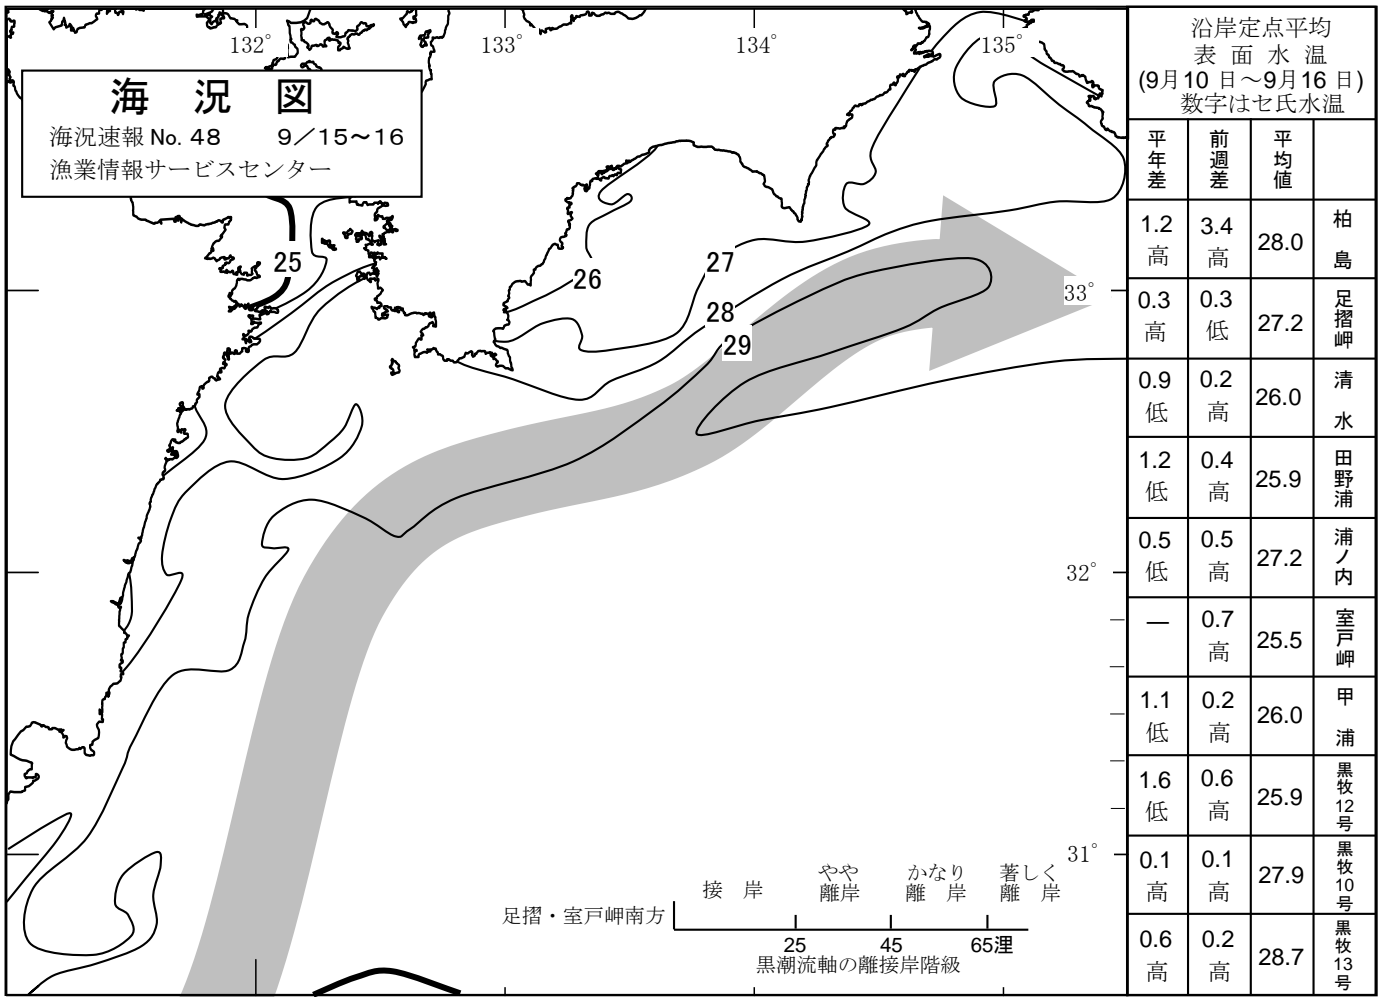 海況図
海況速報 No. 48　9／15～16
漁業情報サービスセンター
132°
133°
134°
135°
33°
32°
31°
25
26
27
28
29
接岸
やや離岸
かなり離岸
著しく離岸
足摺・室戸岬南方
25 45 65浬
黒潮流軸の離接岸階級
沿岸定点平均
表面水温
(9月10日～9月16日)
数字はセ氏水温
平年差 前週差 平均値
1.2高 3.4高 28.0 柏島
0.3高 0.3低 27.2 足摺岬
0.9低 0.2高 26.0 清水
1.2低 0.4高 25.9 田野浦
0.5低 0.5高 27.2 浦ノ内
― 0.7高 25.5 室戸岬
1.1低 0.2高 26.0 甲浦
1.6低 0.6高 25.9 黒牧12号
0.1高 0.1高 27.9 黒牧10号
0.6高 0.2高 28.7 黒牧13号